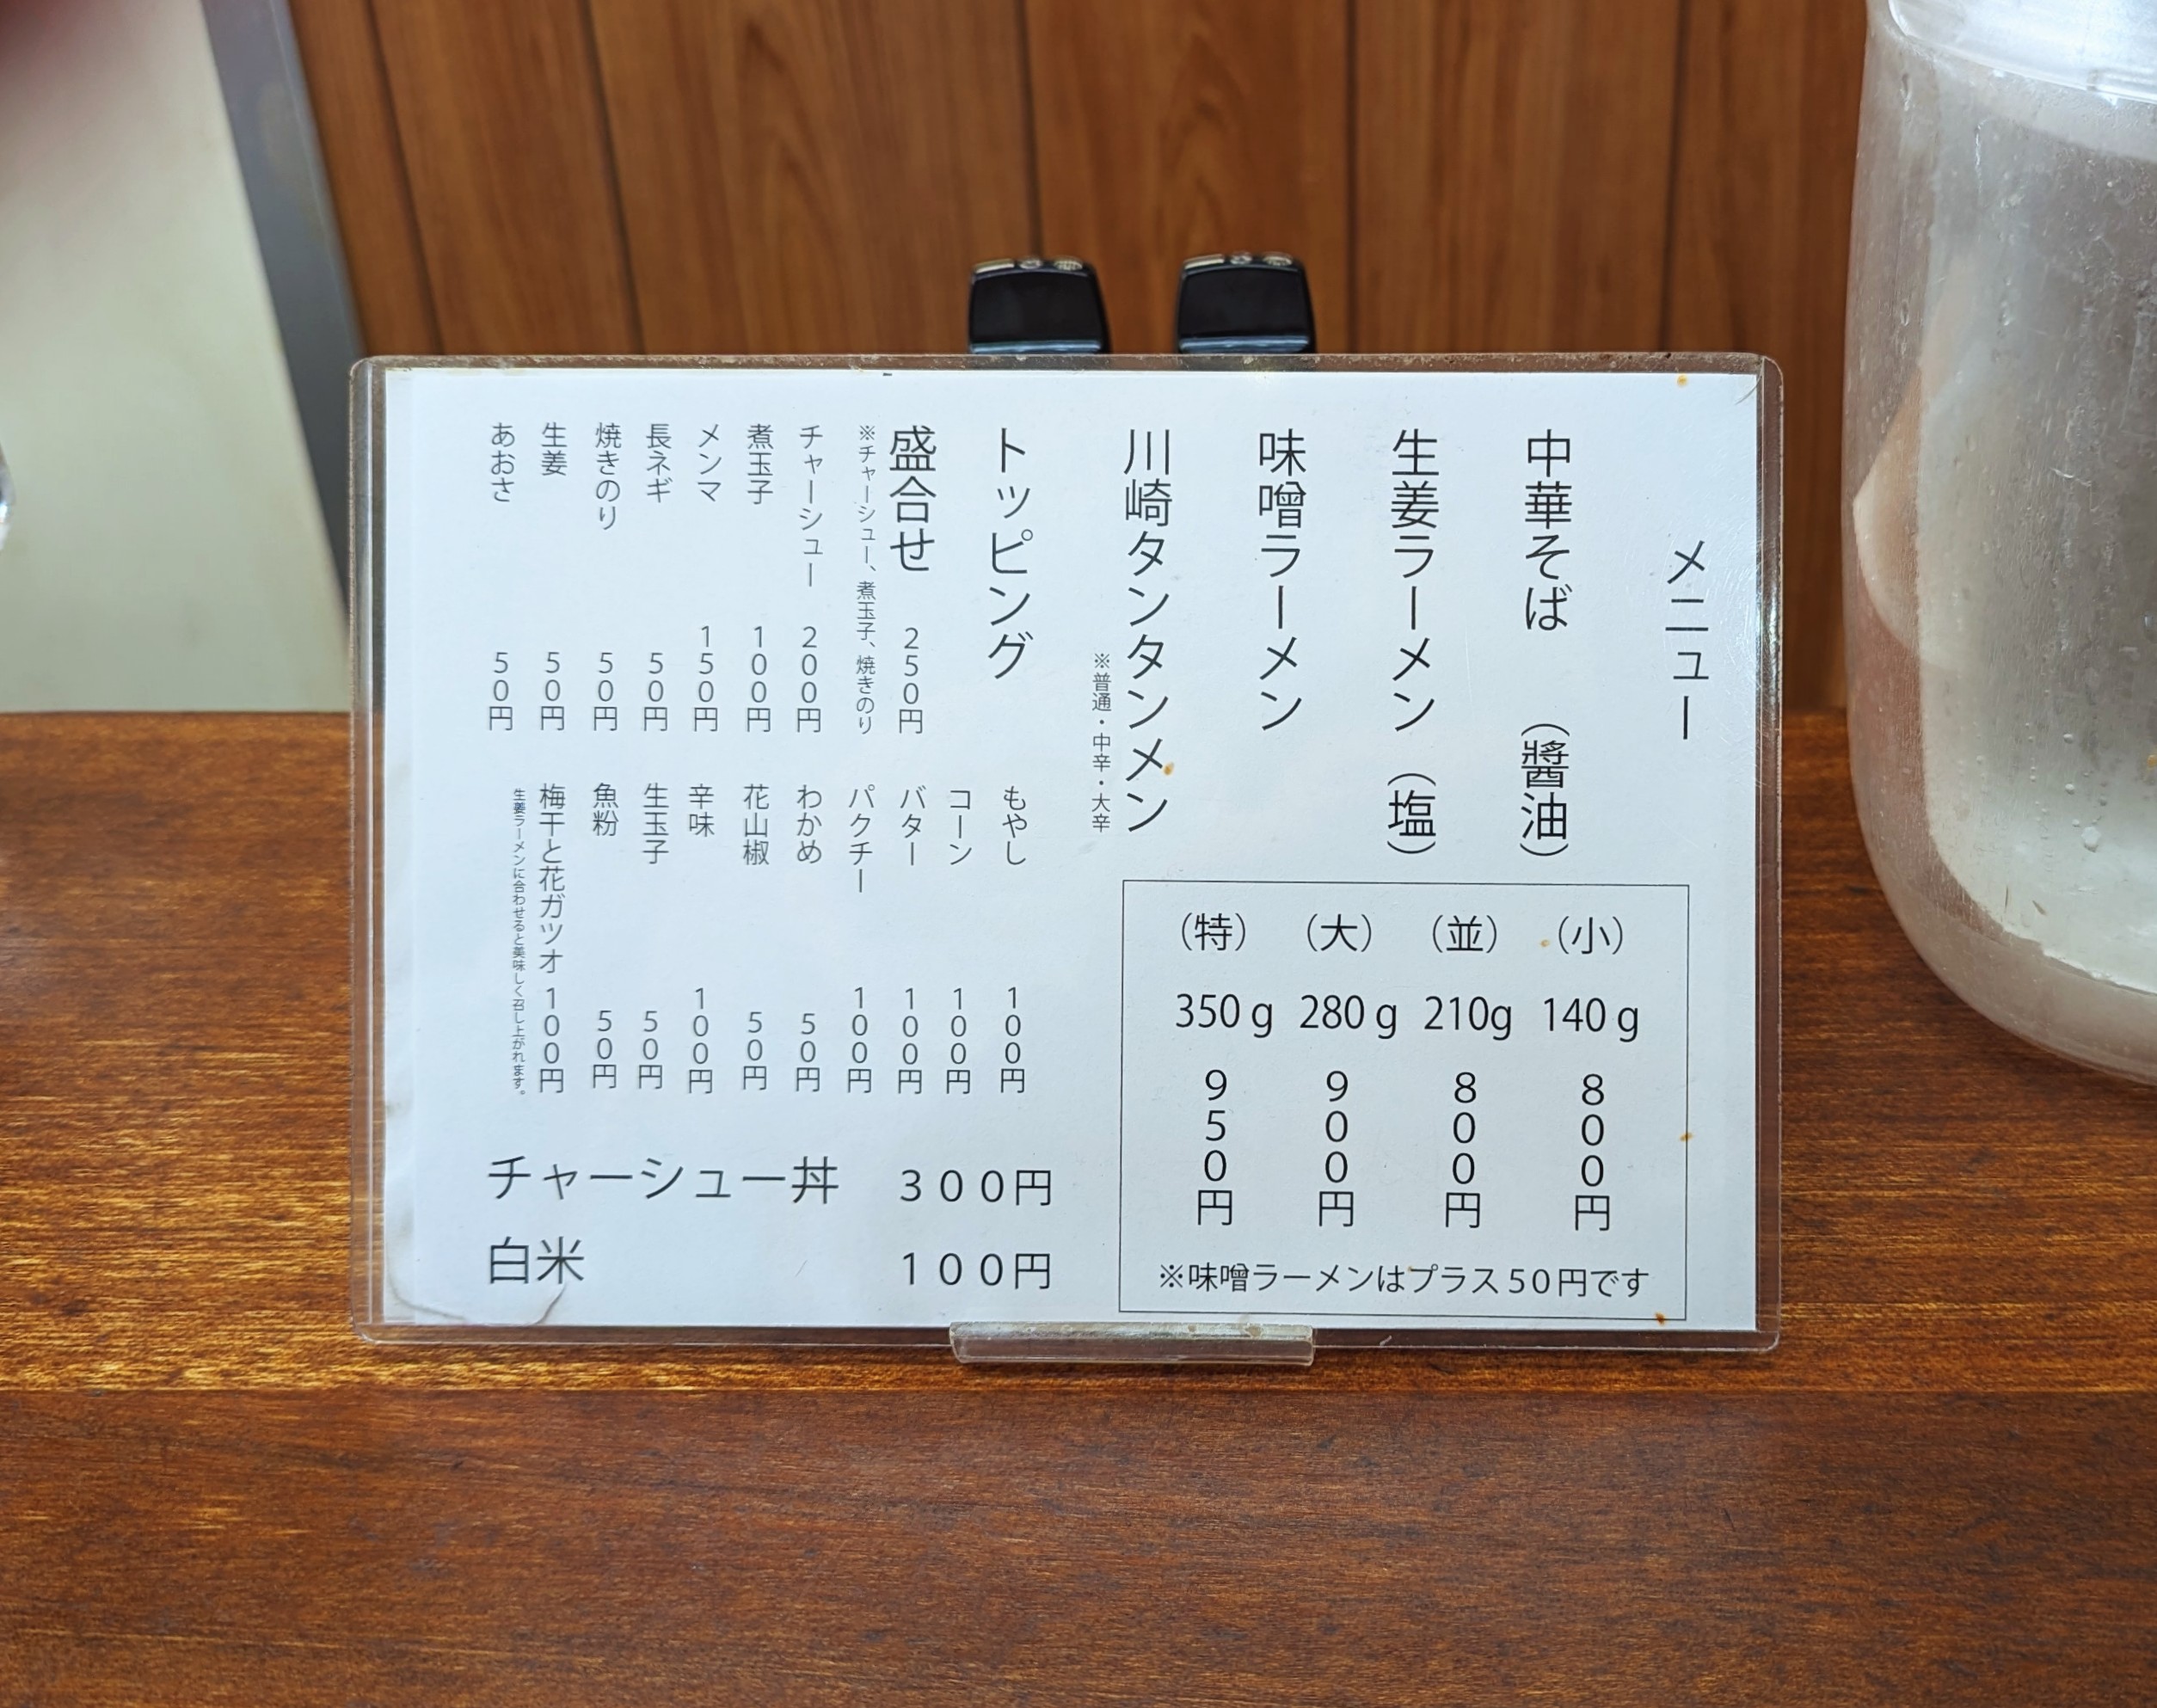 メニュー
中華そば （醬油）
生姜ラーメン （塩）
味噌ラーメン
川崎タンタンメン
※普通・中辛・大辛
（小） 140g 800円
（並） 210g 800円
（大） 280g 900円
（特） 350g 950円
※味噌ラーメンはプラス50円です
トッピング
盛合せ 250円
※チャーシュー、煮玉子、焼きのり
チャーシュー 200円
煮玉子 100円
メンマ 150円
長ネギ 50円
焼きのり 50円
生姜 50円
あおさ 50円
もやし 100円
コーン 100円
バター 100円
パクチー 100円
わかめ 50円
花山椒 50円
辛味 100円
生玉子 50円
魚粉 50円
梅干と花ガツオ 100円
生姜ラーメンに合わせると美味しく召し上がれます。
チャーシュー丼 300円
白米 100円